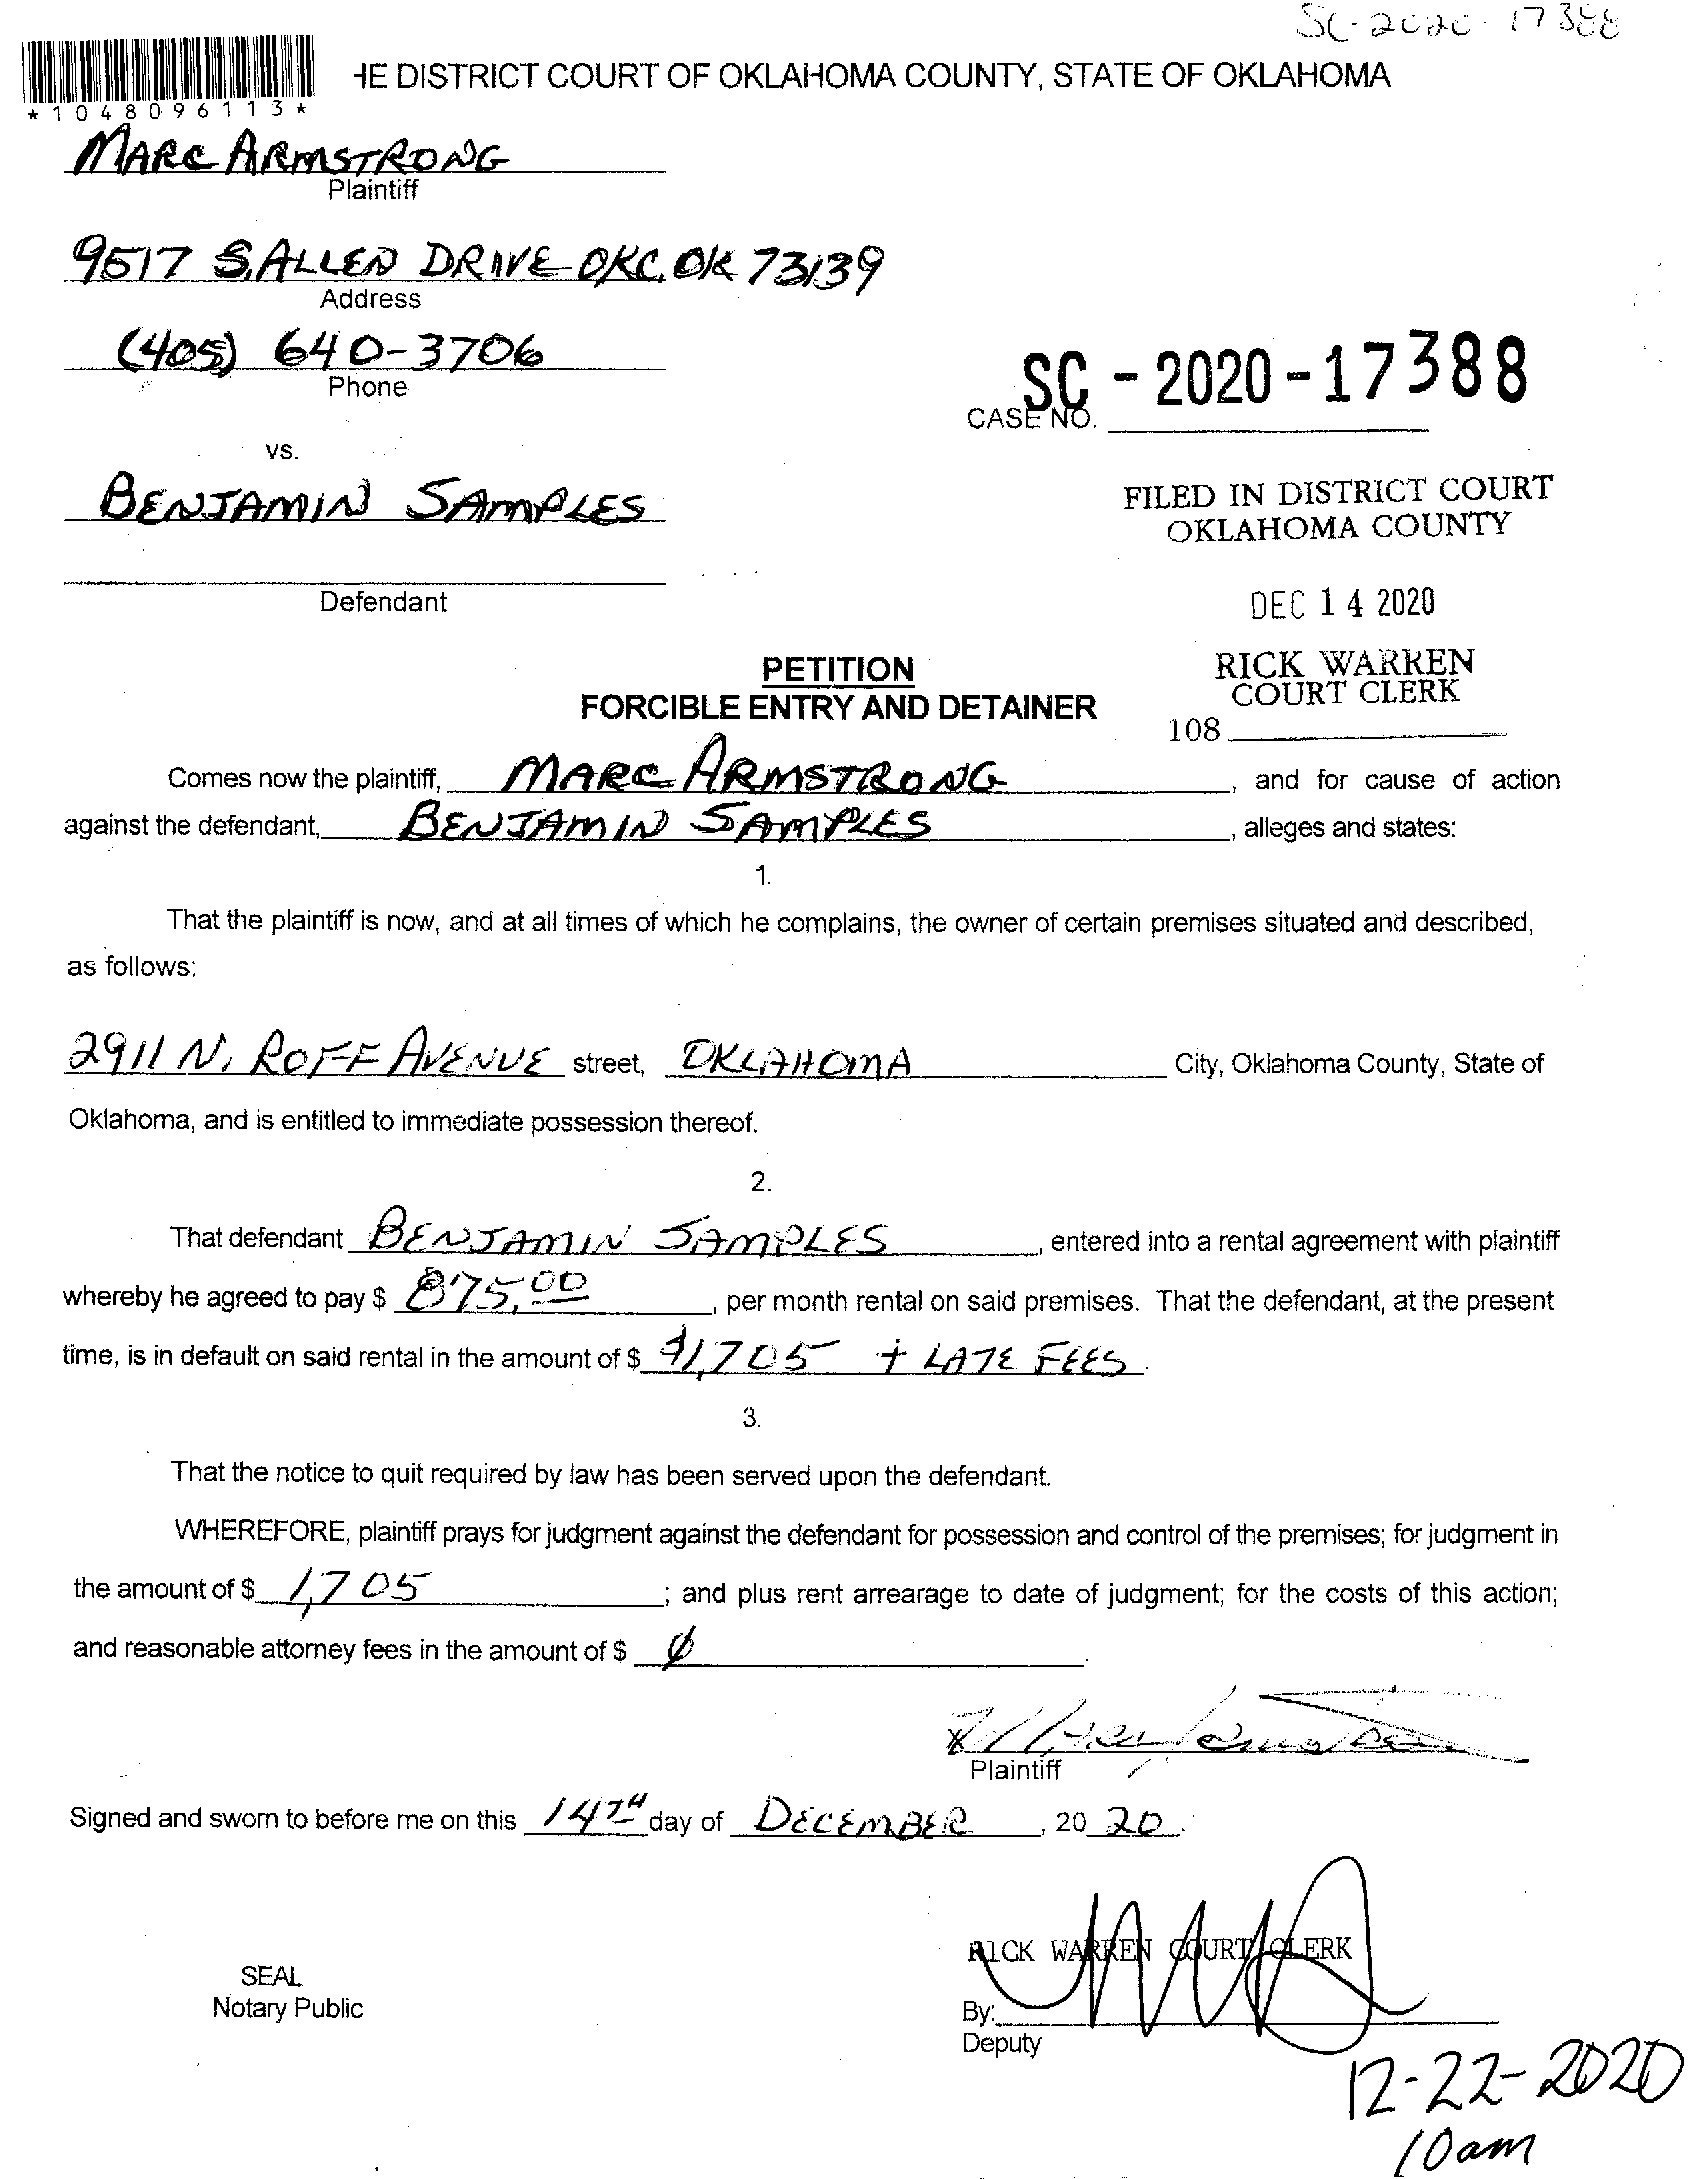 SC-2020-17388
HE DISTRICT COURT OF OKLAHOMA COUNTY, STATE OF OKLAHOMA
*1048096113*
MARC ARMSTRONG
Plaintiff
9517 S. ALLEN DRIVE OKC, OK 73139
Address
(405) 640-3706
Phone
SC-2020-17388
CASE NO.
vs.
BENJAMIN SAMPLES
FILED IN DISTRICT COURT
OKLAHOMA COUNTY
Defendant
DEC 14 2020
PETITION
FORCIBLE ENTRY AND DETAINER
RICK WARREN
COURT CLERK
108
Comes now the plaintiff, MARC ARMSTRONG, and for cause of action
against the defendant, BENJAMIN SAMPLES, alleges and states:
1.
That the plaintiff is now, and at all times of which he complains, the owner of certain premises situated and described,
as follows:
2911 N. ROFF AVENUE street, OKLAHOMA City, Oklahoma County, State of
Oklahoma, and is entitled to immediate possession thereof.
2.
That defendant BENJAMIN SAMPLES, entered into a rental agreement with plaintiff
whereby he agreed to pay $ 875.00, per month rental on said premises. That the defendant, at the present
time, is in default on said rental in the amount of $ $1,705 + LATE FEES.
3.
That the notice to quit required by law has been served upon the defendant.
WHEREFORE, plaintiff prays for judgment against the defendant for possession and control of the premises; for judgment in
the amount of $ 1,705; and plus rent arrearage to date of judgment; for the costs of this action;
and reasonable attorney fees in the amount of $ 0.
x
Plaintiff
Signed and sworn to before me on this 14TH day of DECEMBER, 20 20.
RICK WARREN COURT CLERK
SEAL
Notary Public
By:
Deputy
12-22-2020
10am